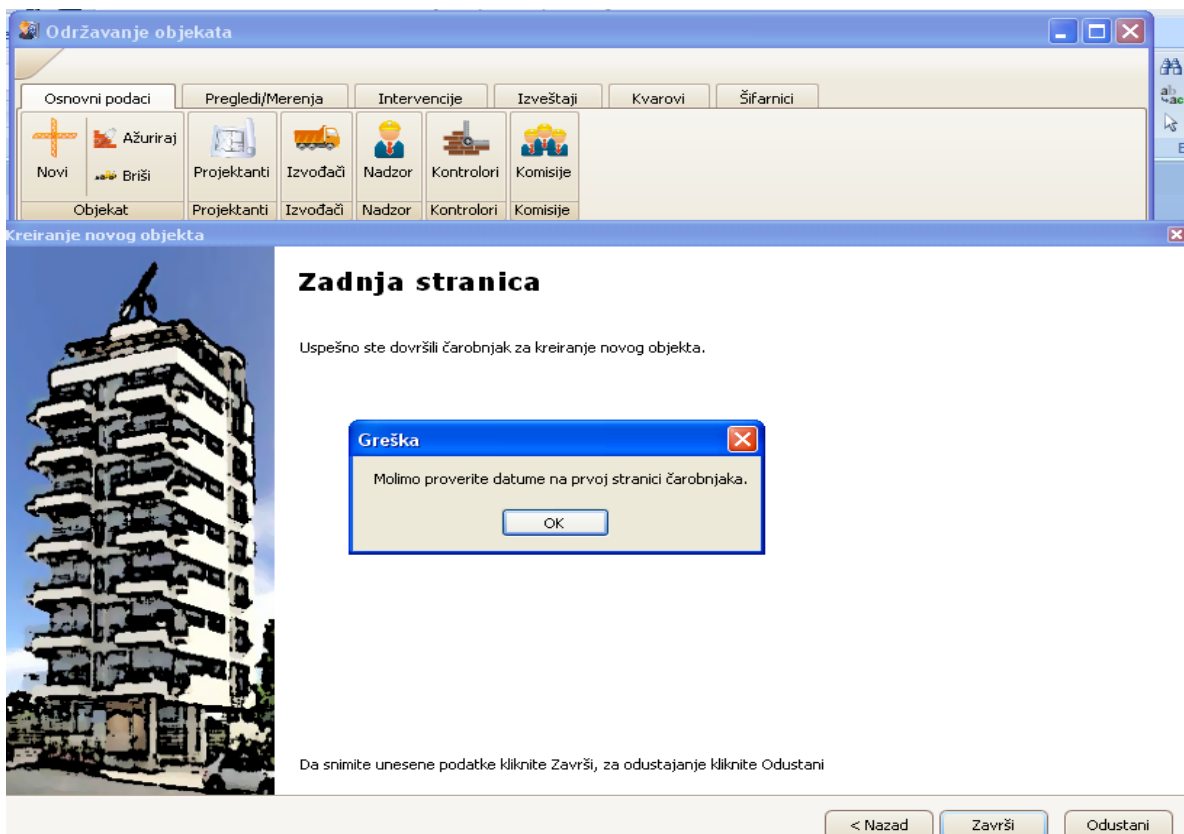 Održavanje objekata
Osnovni podaci Pregledi/Merenja Intervencije Izveštaji Kvarovi Šifarnici
Novi Ažuriraj Briši Projektanti Izvođači Nadzor Kontrolori Komisije
Objekat Projektanti Izvođači Nadzor Kontrolori Komisije
Kreiranje novog objekta
Zadnja stranica
Uspešno ste dovršili čarobnjak za kreiranje novog objekta.
Greška
Molimo proverite datume na prvoj stranici čarobnjaka.
OK
Da snimite unesene podatke kliknite Završi, za odustajanje kliknite Odustani
< Nazad Završi Odustani